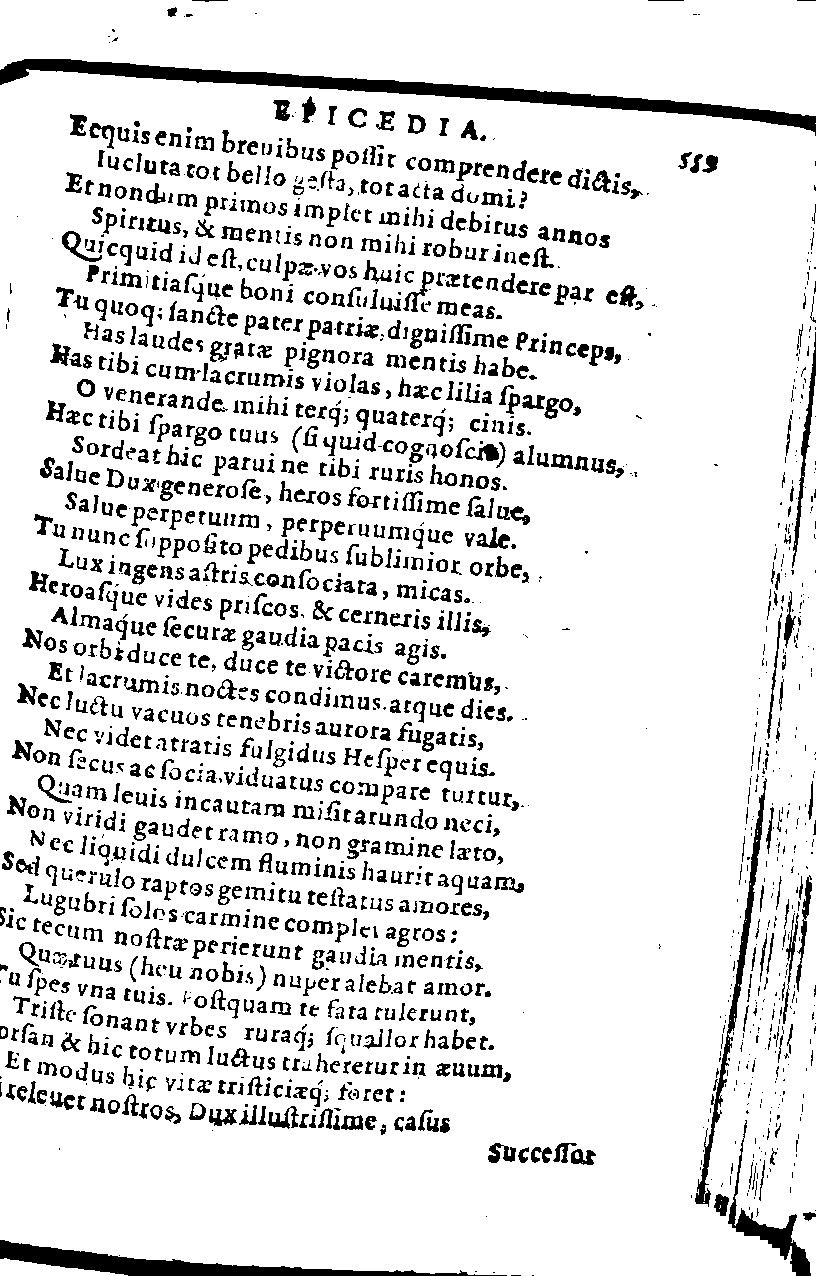 EPICEDIA.
559
Ecquis enim breuibus poſſit comprendere dictis,
Iucluta tot bello geſta, tot acta domi?
Et nondum primos implet mihi debitus annos
Spiritus, & mentis non mihi robur ineſt.
Quicquid id eſt, culpæ vos huic prætendere par eſt,
Primitiaſq́ue boni conſuluiſſe meas.
Tu quoq; ſancte pater patriæ, digniſſime Princeps,
Has laudes gratæ pignora mentis habe.
Has tibi cum lacrumis violas, hæc lilia ſpargo,
O venerande mihi terq́; quaterq́; cinis.
Hæc tibi ſpargo tuus (ſi quid cognoſcis) alumnus,
Sordeat hic parui ne tibi ruris honos.
Salue Dux generoſe, heros fortiſſime ſalue,
Salue perpetuum, perpetuumq́ue vale.
Tu nunc ſuppoſito pedibus ſublimior orbe,
Lux ingens aſtris conſociata, micas.
Heroaſq́ue vides priſcos, & cerneris illis,
Almaq́ue ſecuræ gaudia pacis agis.
Nos orbi duce te, duce te victore caremus,
Et lacrumis noctes condimus atque dies.
Nec luctu vacuos tenebris aurora fugatis,
Nec videt atratis fulgidus Heſper equis.
Non ſecus ac ſocia viduatus compare turtur,
Quam leuis incautam miſit arundo neci,
Non viridi gaudet ramo, non gramine læto,
Nec liquidi dulcem fluminis haurit aquam,
Sed querulo raptos gemitu teſtatus amores,
Lugubri ſolos carmine complet agros:
Sic tecum noſtræ perierunt gaudia mentis,
Quæ tuus (heu nobis) nuper alebat amor.
Tu ſpes vna tuis. Poſtquam te fata tulerunt,
Triſte ſonant vrbes ruraq́; ſquallor habet.
orſan & hic totum luctus traheretur in æuum,
Et modus hic vitæ triſticiæq́; foret:
i releuet noſtros, Dux illuſtriſſime, caſus
Succeſſor